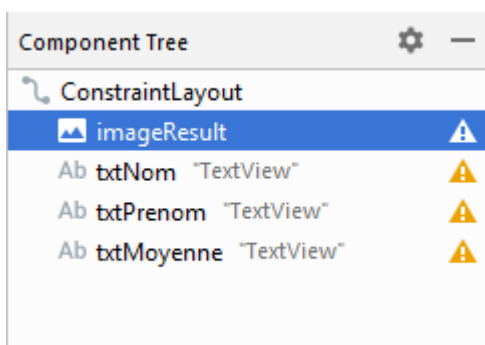 Component Tree
ConstraintLayout
imageResult
Ab txtNom "TextView"
Ab txtPrenom "TextView"
Ab txtMoyenne "TextView"